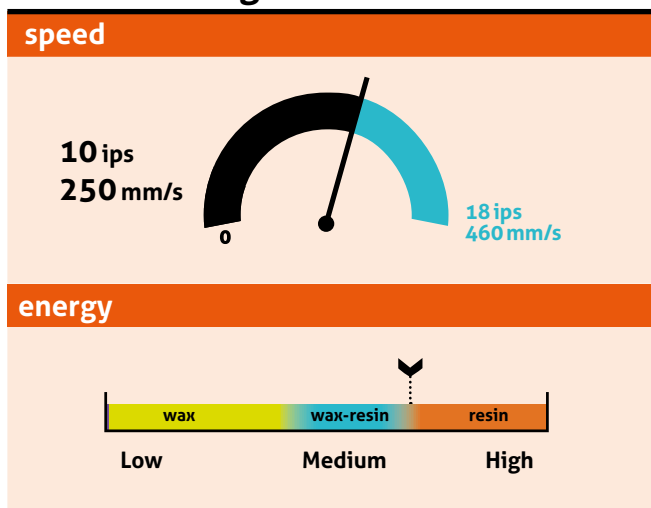 speed
10 ips
250 mm/s
0
18 ips
460 mm/s
energy
wax wax-resin resin
Low Medium High